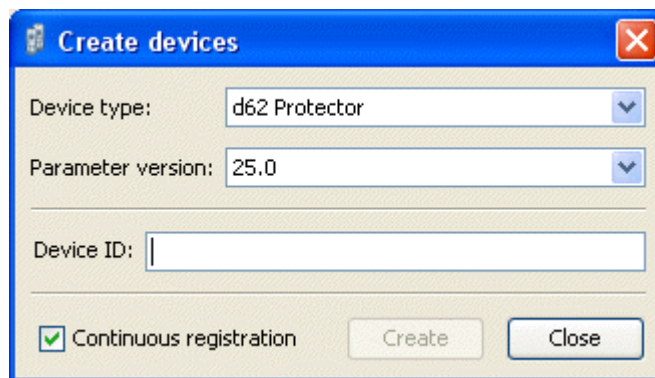 Create devices
Device type: d62 Protector
Parameter version: 25.0
Device ID:
Continuous registration Create Close